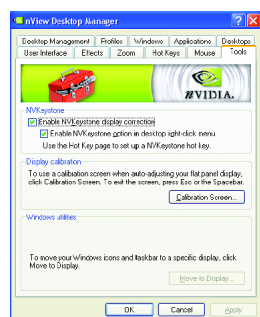 nView Desktop Manager
Desktop Management Profiles Windows Applications Desktops
User Interface Effects Zoom Hot Keys Mouse Tools
NVIDIA.
NVKeystone
Enable NVKeystone display correction
Enable NVKeystone option in desktop right-click menu
Use the Hot Key page to set up a NVKeystone hot key.
Display calibration
To use a calibration screen when auto-adjusting your flat panel display,
click Calibration Screen. To exit the screen, press Esc or the Spacebar.
Calibration Screen...
Windows utilities
To move your Windows icons and taskbar to a specific display, click
Move to Display.
Move to Display...
OK Cancel Apply